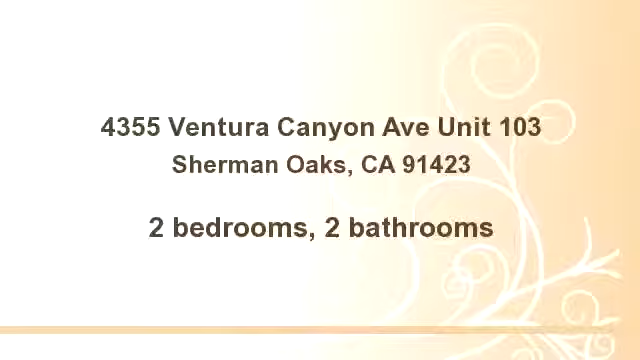 4355 Ventura Canyon Ave Unit 103
Sherman Oaks, CA 91423
2 bedrooms, 2 bathrooms